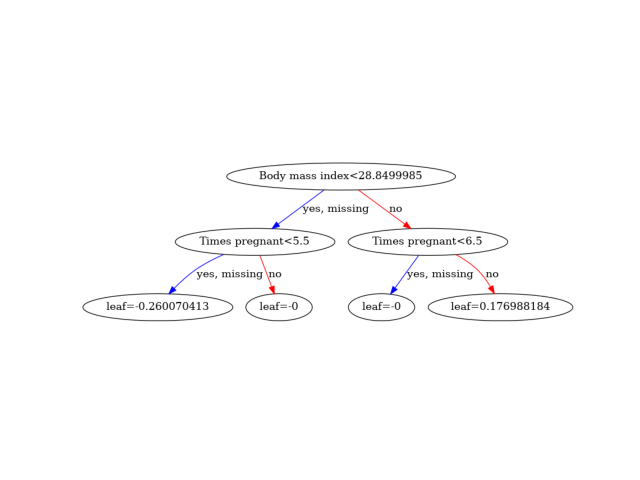 Body mass index<28.8499985
yes, missing
no
Times pregnant<5.5
Times pregnant<6.5
yes, missing
no
yes, missing
no
leaf=-0.260070413
leaf=-0
leaf=-0
leaf=0.176988184